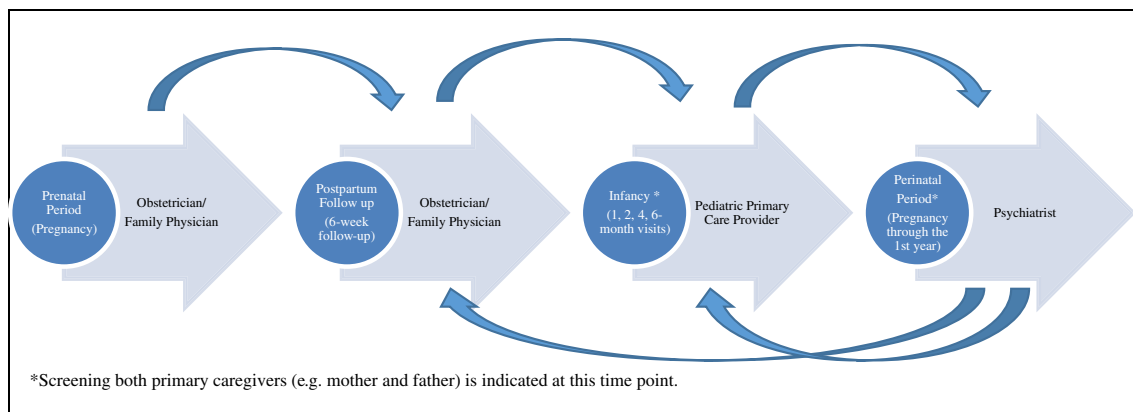 Prenatal
Period
(Pregnancy)
Obstetrician/
Family Physician
Postpartum
Follow up
(6-week
follow-up)
Obstetrician/
Family Physician
Infancy *
(1, 2, 4, 6-
month visits)
Pediatric Primary
Care Provider
Perinatal
Period*
(Pregnancy
through the
1st year)
Psychiatrist
*Screening both primary caregivers (e.g. mother and father) is indicated at this time point.